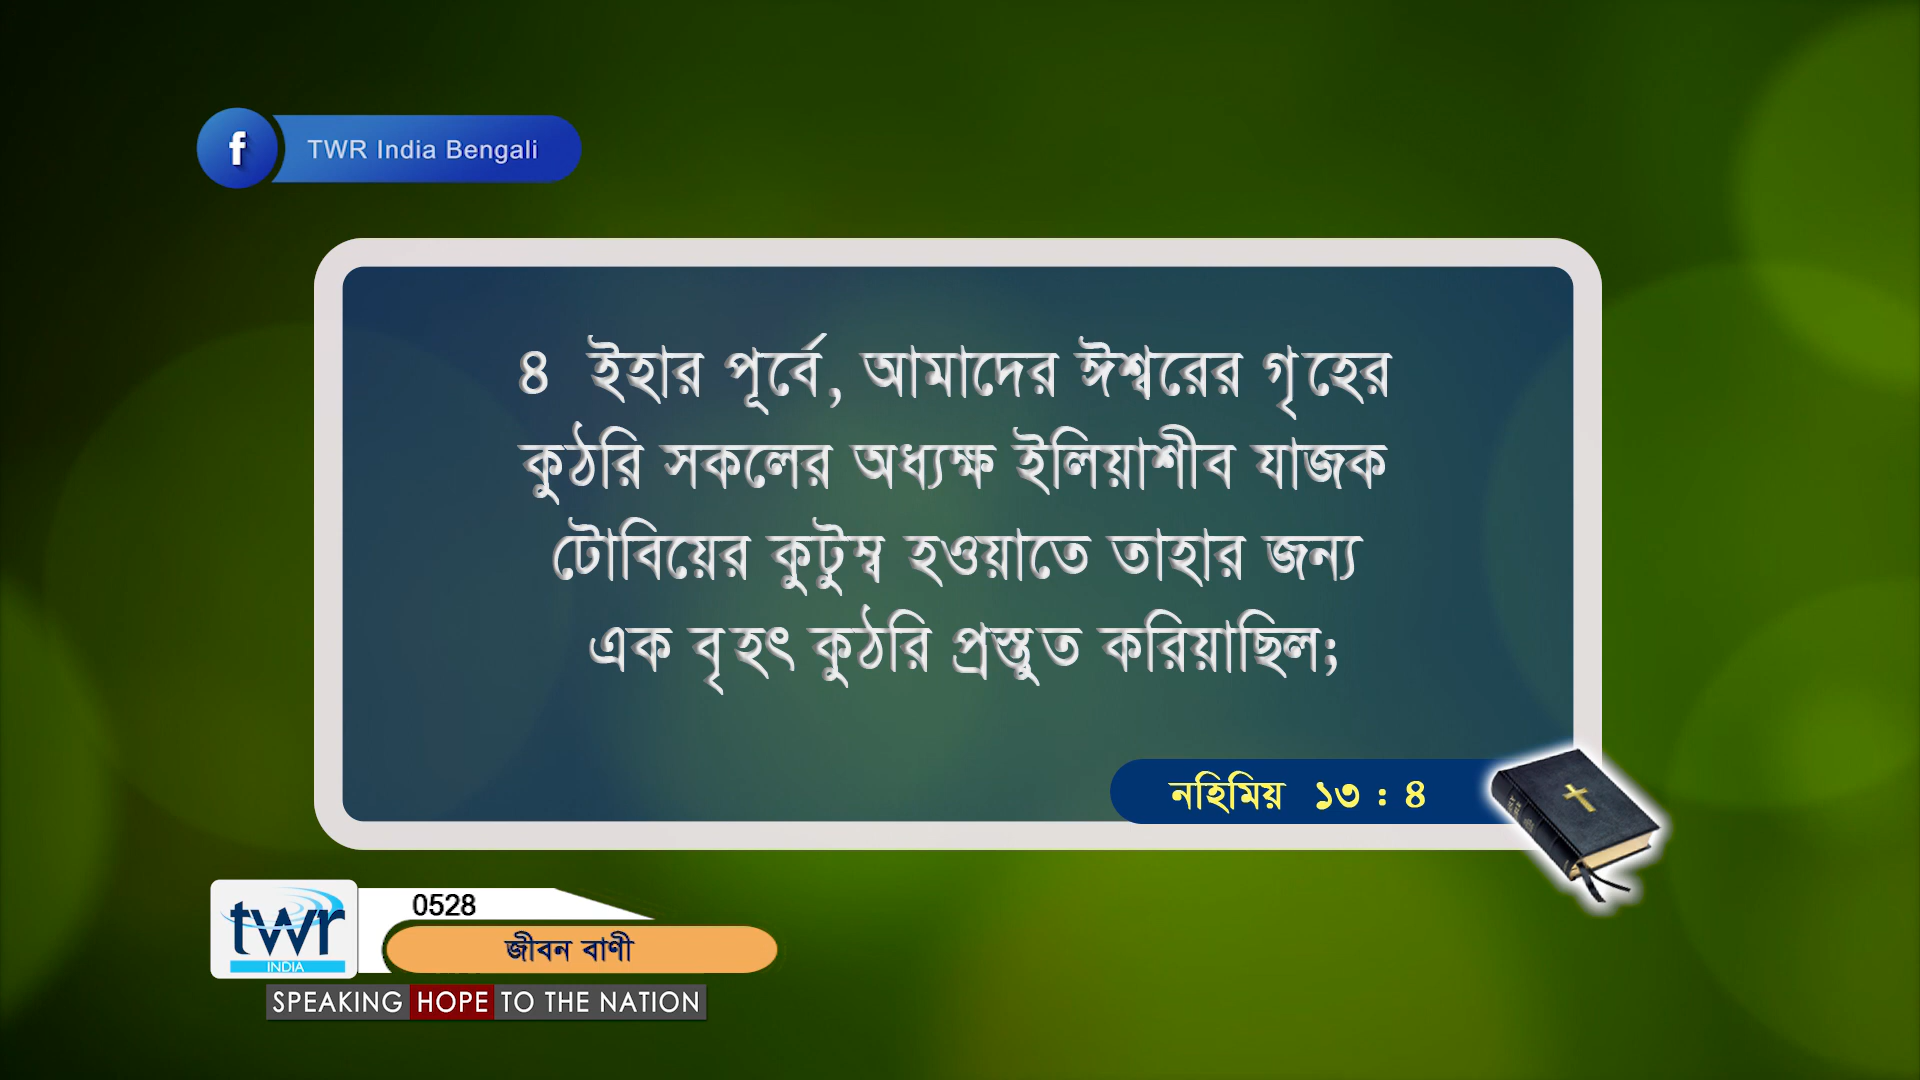 f TWR India Bengali
৪ ইহার পূর্বে, আমাদের ঈশ্বরের গৃহের
কুঠরি সকলের অধ্যক্ষ ইলিয়াশীব যাজক
টোবিয়ের কুটুম্ব হওয়াতে তাহার জন্য
এক বৃহৎ কুঠরি প্রস্তুত করিয়াছিল;
নহিমিয় ১৩ : ৪
twr
INDIA
0528
জীবন বাণী
SPEAKING HOPE TO THE NATION